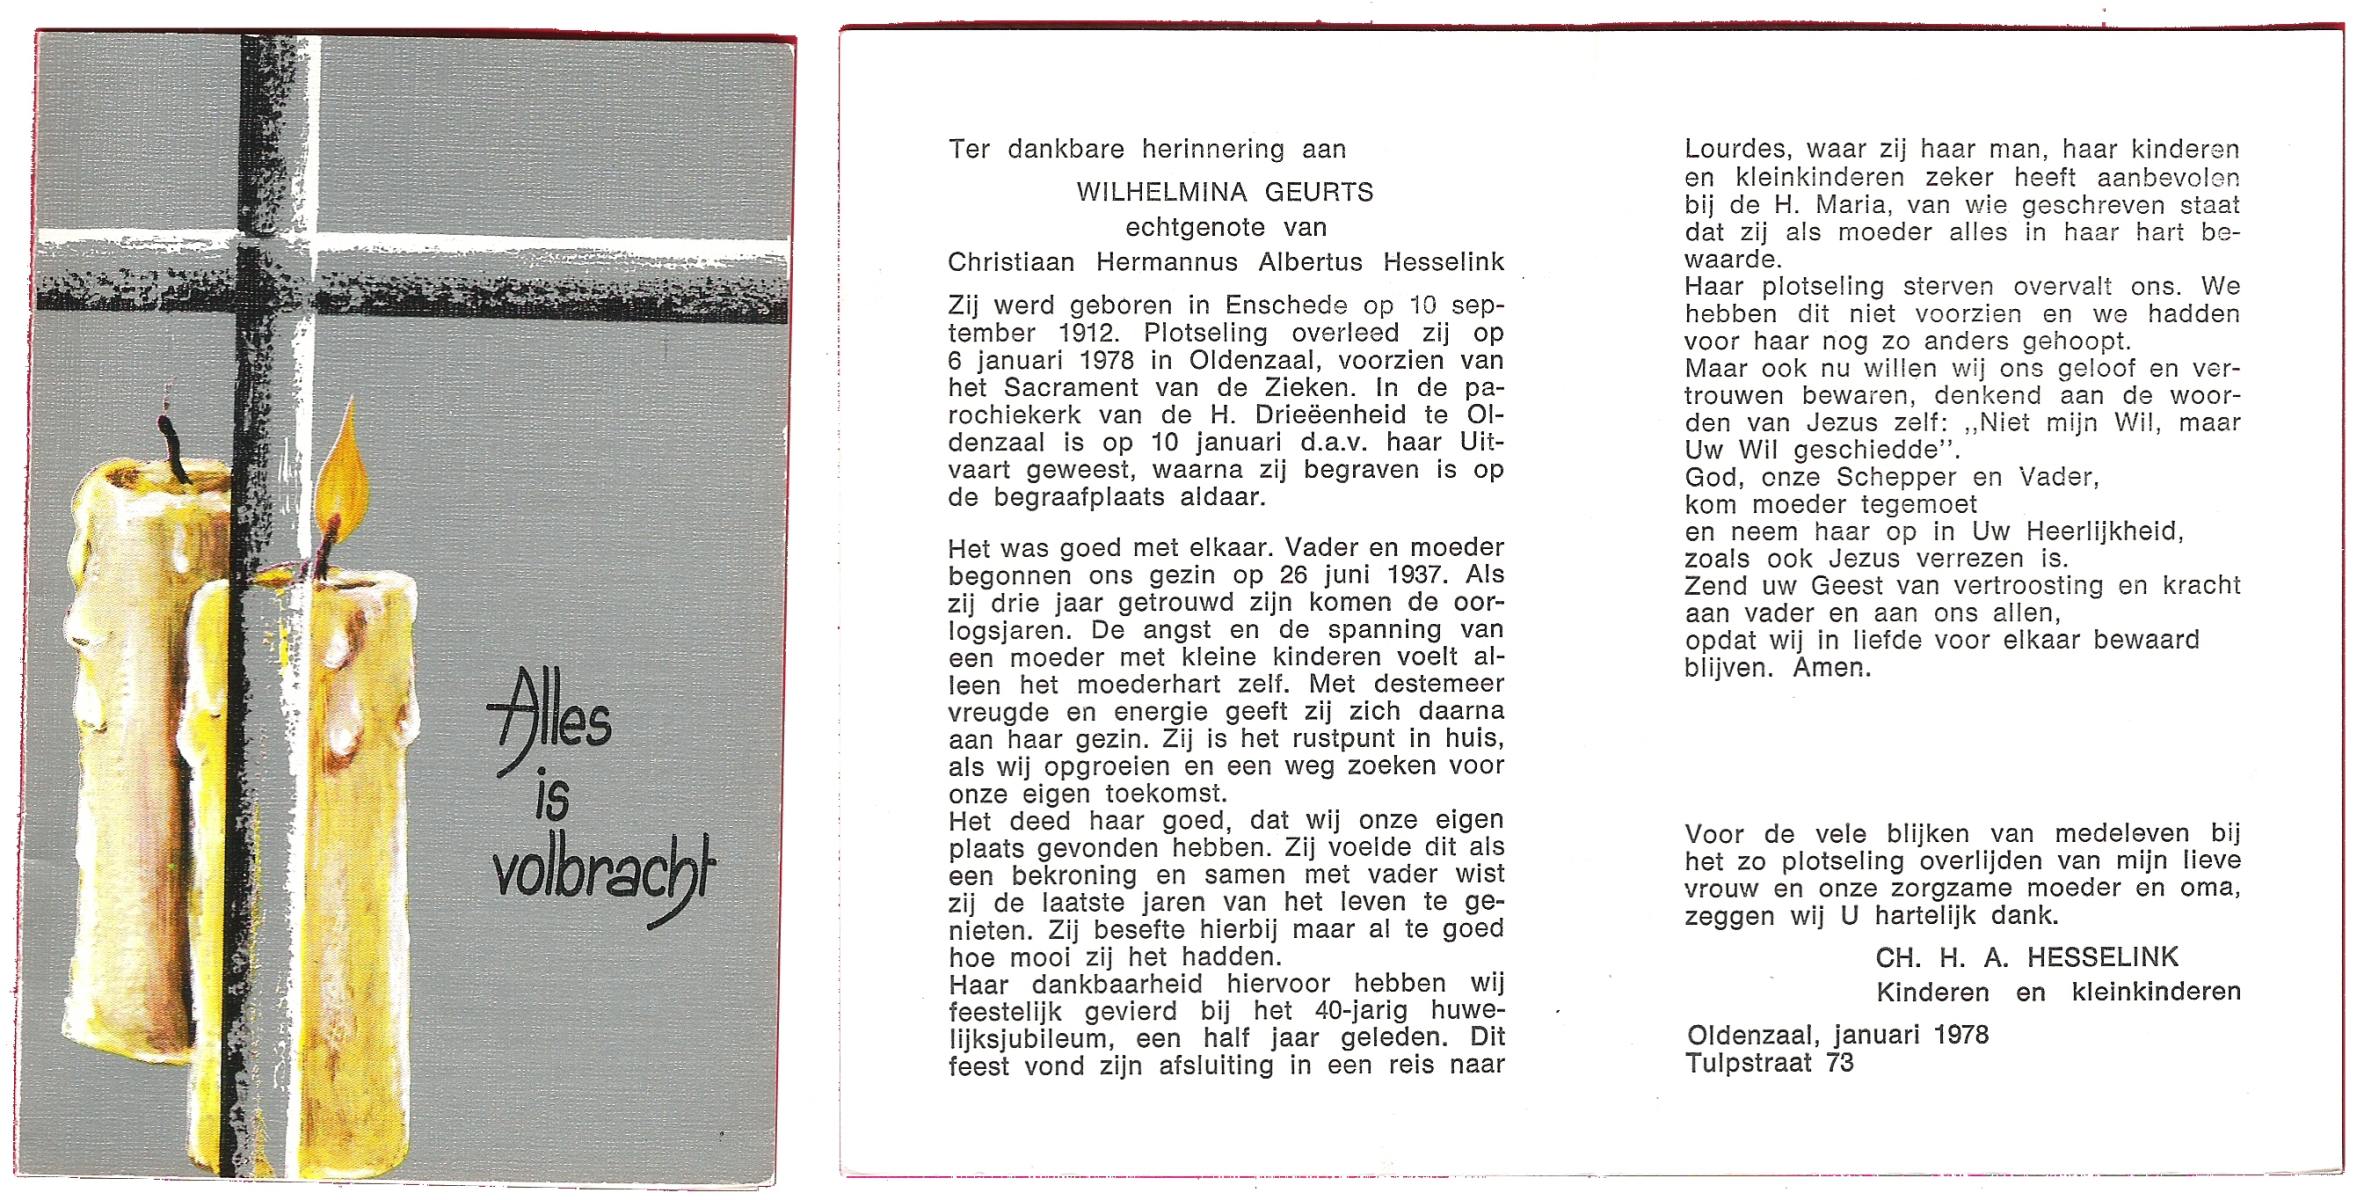 Alles
is
volbracht
Ter dankbare herinnering aan
WILHELMINA GEURTS
echtgenote van
Christiaan Hermannus Albertus Hesselink
Zij werd geboren in Enschede op 10 sep-
tember 1912. Plotseling overleed zij op
6 januari 1978 in Oldenzaal, voorzien van
het Sacrament van de Zieken. In de pa-
rochiekerk van de H. Drieëenheid te Ol-
denzaal is op 10 januari d.a.v. haar Uit-
vaart geweest, waarna zij begraven is op
de begraafplaats aldaar.
Het was goed met elkaar. Vader en moeder
begonnen ons gezin op 26 juni 1937. Als
zij drie jaar getrouwd zijn komen de oor-
logsjaren. De angst en de spanning van
een moeder met kleine kinderen voelt al-
leen het moederhart zelf. Met destemeer
vreugde en energie geeft zij zich daarna
aan haar gezin. Zij is het rustpunt in huis,
als wij opgroeien en een weg zoeken voor
onze eigen toekomst.
Het deed haar goed, dat wij onze eigen
plaats gevonden hebben. Zij voelde dit als
een bekroning en samen met vader wist
zij de laatste jaren van het leven te ge-
nieten. Zij besefte hierbij maar al te goed
hoe mooi zij het hadden.
Haar dankbaarheid hiervoor hebben wij
feestelijk gevierd bij het 40-jarig huwe-
lijksjubileum, een half jaar geleden. Dit
feest vond zijn afsluiting in een reis naar
Lourdes, waar zij haar man, haar kinderen
en kleinkinderen zeker heeft aanbevolen
bij de H. Maria, van wie geschreven staat
dat zij als moeder alles in haar hart be-
waarde.
Haar plotseling sterven overvalt ons. We
hebben dit niet voorzien en we hadden
voor haar nog zo anders gehoopt.
Maar ook nu willen wij ons geloof en ver-
trouwen bewaren, denkend aan de woor-
den van Jezus zelf: ,,Niet mijn Wil, maar
Uw Wil geschiedde".
God, onze Schepper en Vader,
kom moeder tegemoet
en neem haar op in Uw Heerlijkheid,
zoals ook Jezus verrezen is.
Zend uw Geest van vertroosting en kracht
aan vader en aan ons allen,
opdat wij in liefde voor elkaar bewaard
blijven. Amen.
Voor de vele blijken van medeleven bij
het zo plotseling overlijden van mijn lieve
vrouw en onze zorgzame moeder en oma,
zeggen wij U hartelijk dank.
CH. H. A. HESSELINK
Kinderen en kleinkinderen
Oldenzaal, januari 1978
Tulpstraat 73